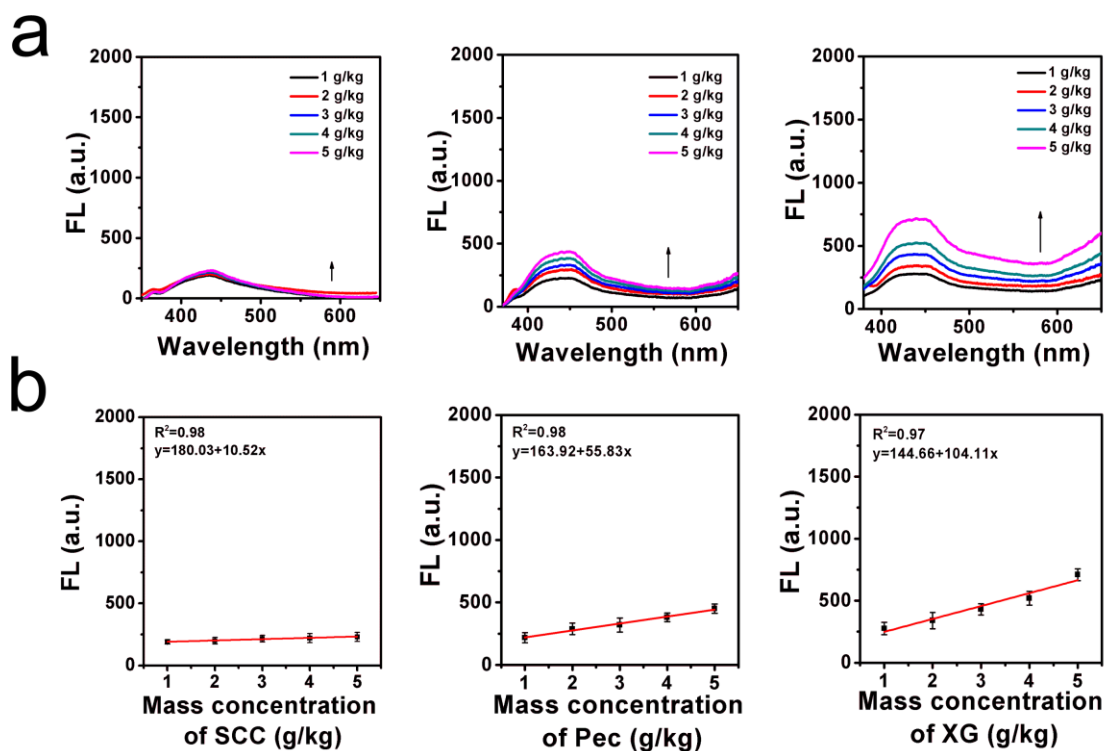 a
2000
1500
1000
500
0
FL (a.u.)
1 g/kg
2 g/kg
3 g/kg
4 g/kg
5 g/kg
400 500 600
Wavelength (nm)
2000
1500
1000
500
0
FL (a.u.)
1 g/kg
2 g/kg
3 g/kg
4 g/kg
5 g/kg
400 500 600
Wavelength (nm)
2000
1500
1000
500
0
FL (a.u.)
1 g/kg
2 g/kg
3 g/kg
4 g/kg
5 g/kg
400 500 600
Wavelength (nm)
b
2000
1500
1000
500
0
FL (a.u.)
R²=0.98
y=180.03+10.52x
1 2 3 4 5
Mass concentration
of SCC (g/kg)
2000
1500
1000
500
0
FL (a.u.)
R²=0.98
y=163.92+55.83x
1 2 3 4 5
Mass concentration
of Pec (g/kg)
2000
1500
1000
500
0
FL (a.u.)
R²=0.97
y=144.66+104.11x
1 2 3 4 5
Mass concentration
of XG (g/kg)